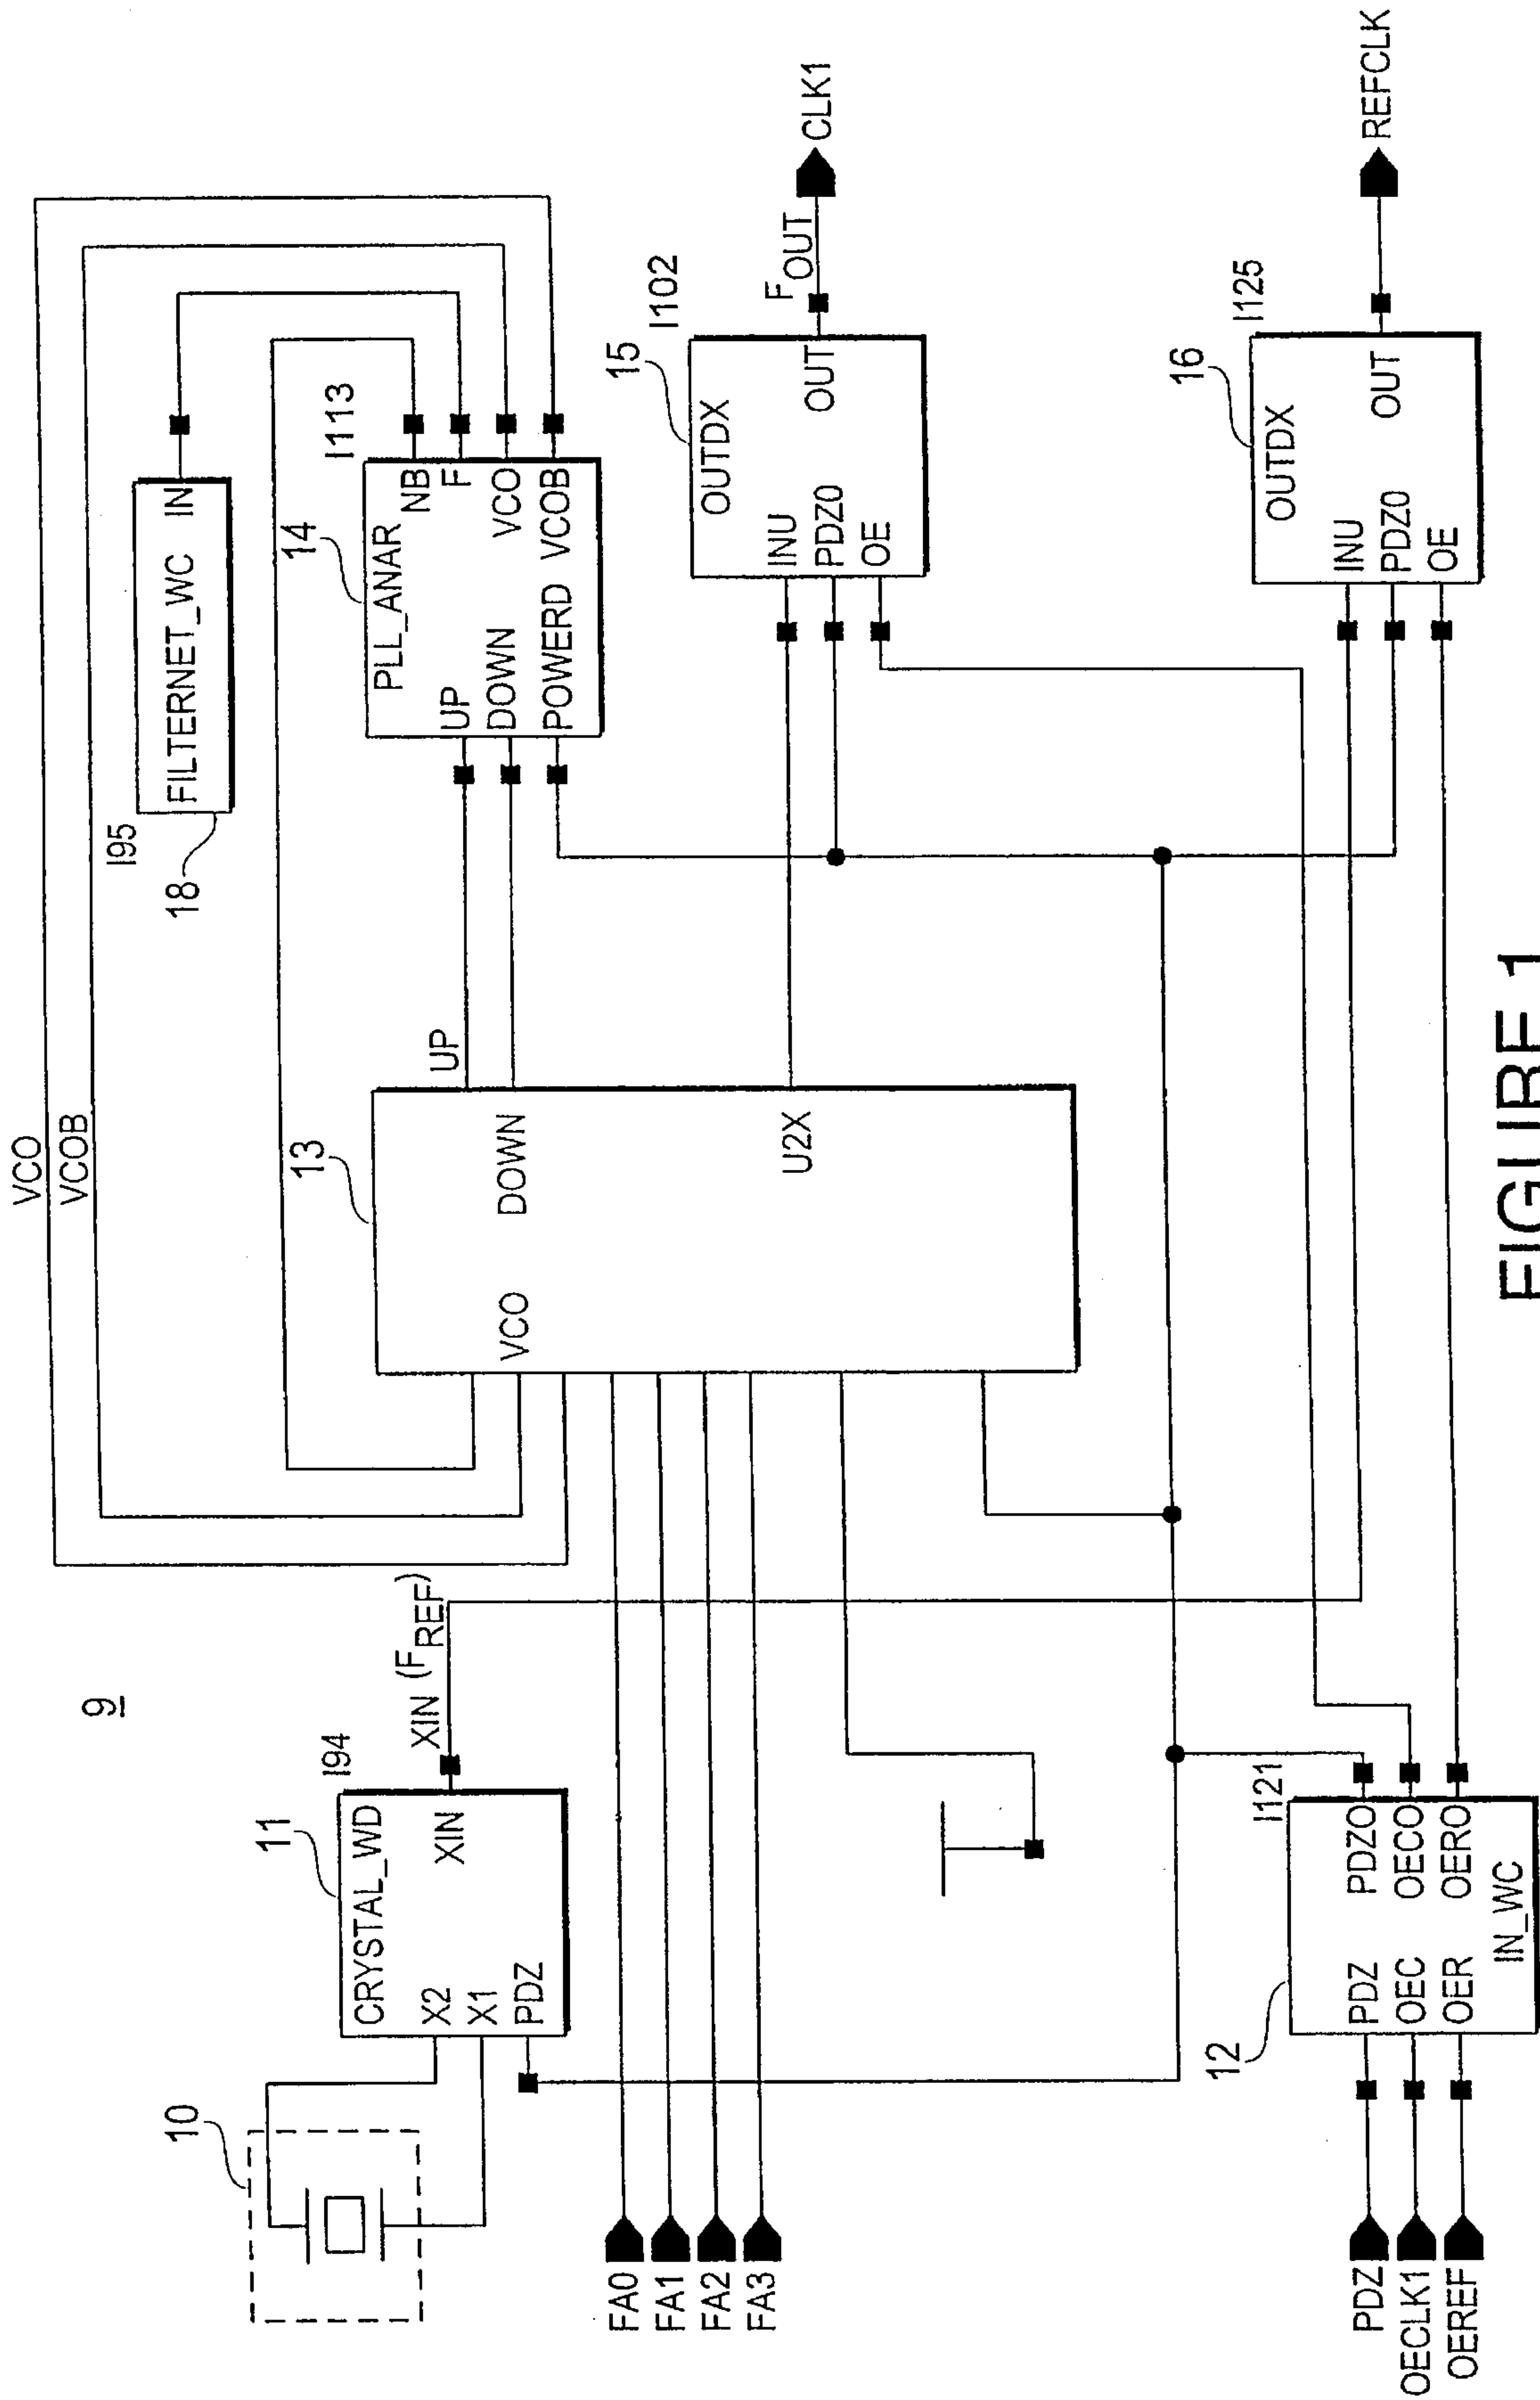 9
VCO
VCOB
10
11
CRYSTAL_WD
I94
X2
X1
PDZ
XIN
XIN (FREF)
FA0
FA1
FA2
FA3
13
VCO
DOWN
UP
U2X
I95
18
FILTERNET_WC IN
14
PLL_ANAR
I113
UP
DOWN
POWERD
NB
F
VCO
VCOB
15
OUTDX
I102
INU
PDZ0
OE
OUT
FOUT
CLK1
16
OUTDX
I125
INU
PDZ0
OE
OUT
REFCLK
PDZ
OECLK1
OEREF
12
I121
PDZ
OEC
OER
PDZO
OECO
OERO
IN_WC
FIGURE 1